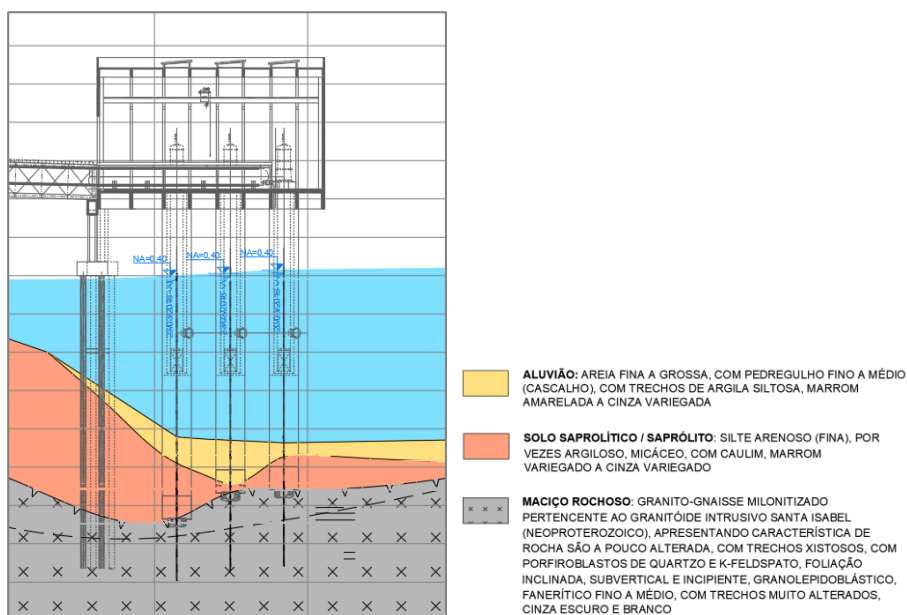 NA=0,40
NA=0,40
NA=0,40
ALUVIÃO: AREIA FINA A GROSSA, COM PEDREGULHO FINO A MÉDIO
(CASCALHO), COM TRECHOS DE ARGILA SILTOSA, MARROM
AMARELADA A CINZA VARIEGADA
SOLO SAPROLÍTICO / SAPRÓLITO: SILTE ARENOSO (FINA), POR
VEZES ARGILOSO, MICÁCEO, COM CAULIM, MARROM
VARIEGADO A CINZA VARIEGADO
MACIÇO ROCHOSO: GRANITO-GNAISSE MILONITIZADO
PERTENCENTE AO GRANITÓIDE INTRUSIVO SANTA ISABEL
(NEOPROTEROZOICO), APRESENTANDO CARACTERÍSTICA DE
ROCHA SÃO A POUCO ALTERADA, COM TRECHOS XISTOSOS, COM
PORFIROBLASTOS DE QUARTZO E K-FELDSPATO, FOLIAÇÃO
INCLINADA, SUBVERTICAL E INCIPIENTE, GRANOLEPIDOBLÁSTICO,
FANERÍTICO FINO A MÉDIO, COM TRECHOS MUITO ALTERADOS,
CINZA ESCURO E BRANCO